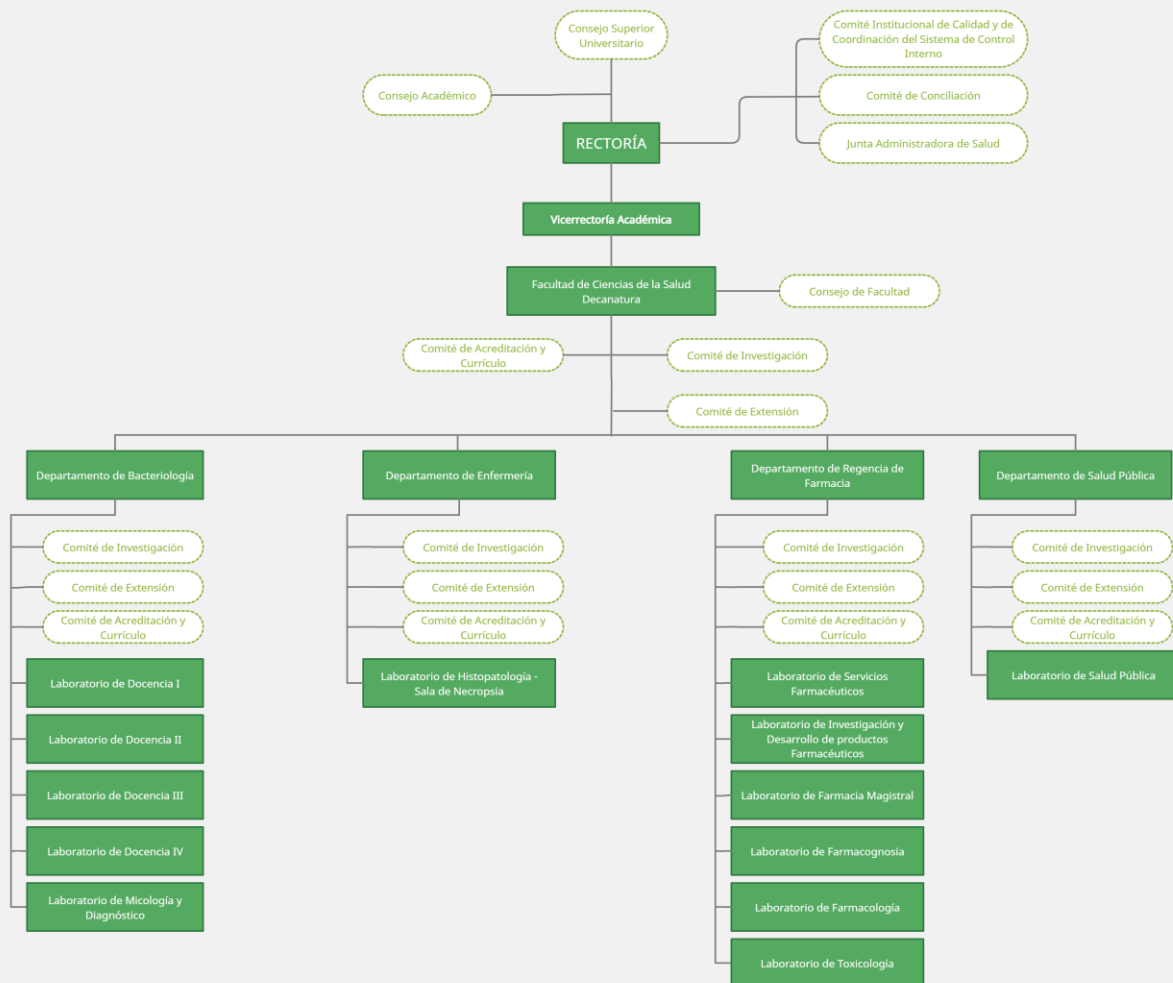 Consejo Superior
Universitario
Comité Institucional de Calidad y de
Coordinación del Sistema de Control
Interno
Consejo Académico
Comité de Conciliación
RECTORÍA
Junta Administradora de Salud
Vicerrectoría Académica
Facultad de Ciencias de la Salud
Decanatura
Consejo de Facultad
Comité de Acreditación y
Currículo
Comité de Investigación
Comité de Extensión
Departamento de Bacteriología
Comité de Investigación
Comité de Extensión
Comité de Acreditación y
Currículo
Laboratorio de Docencia I
Laboratorio de Docencia II
Laboratorio de Docencia III
Laboratorio de Docencia IV
Laboratorio de Micología y
Diagnóstico
Departamento de Enfermería
Comité de Investigación
Comité de Extensión
Comité de Acreditación y
Currículo
Laboratorio de Histopatología -
Sala de Necropsia
Departamento de Regencia de
Farmacia
Comité de Investigación
Comité de Extensión
Comité de Acreditación y
Currículo
Laboratorio de Servicios
Farmacéuticos
Laboratorio de Investigación y
Desarrollo de productos
Farmacéuticos
Laboratorio de Farmacia Magistral
Laboratorio de Farmacognosia
Laboratorio de Farmacología
Laboratorio de Toxicología
Departamento de Salud Pública
Comité de Investigación
Comité de Extensión
Comité de Acreditación y
Currículo
Laboratorio de Salud Pública